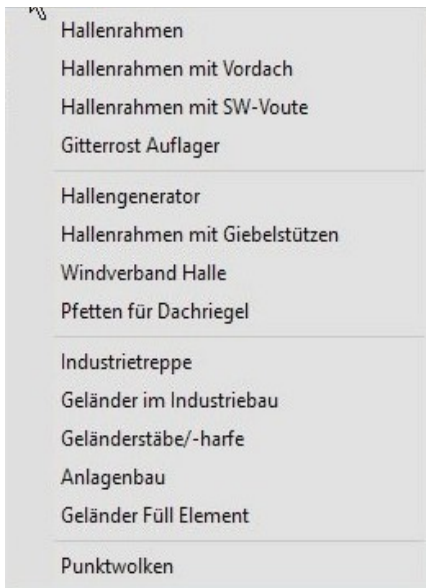 Hallenrahmen
Hallenrahmen mit Vordach
Hallenrahmen mit SW-Voute
Gitterrost Auflager
Hallengenerator
Hallenrahmen mit Giebelstützen
Windverband Halle
Pfetten für Dachriegel
Industrietreppe
Geländer im Industriebau
Geländerstäbe/-harfe
Anlagenbau
Geländer Füll Element
Punktwolken